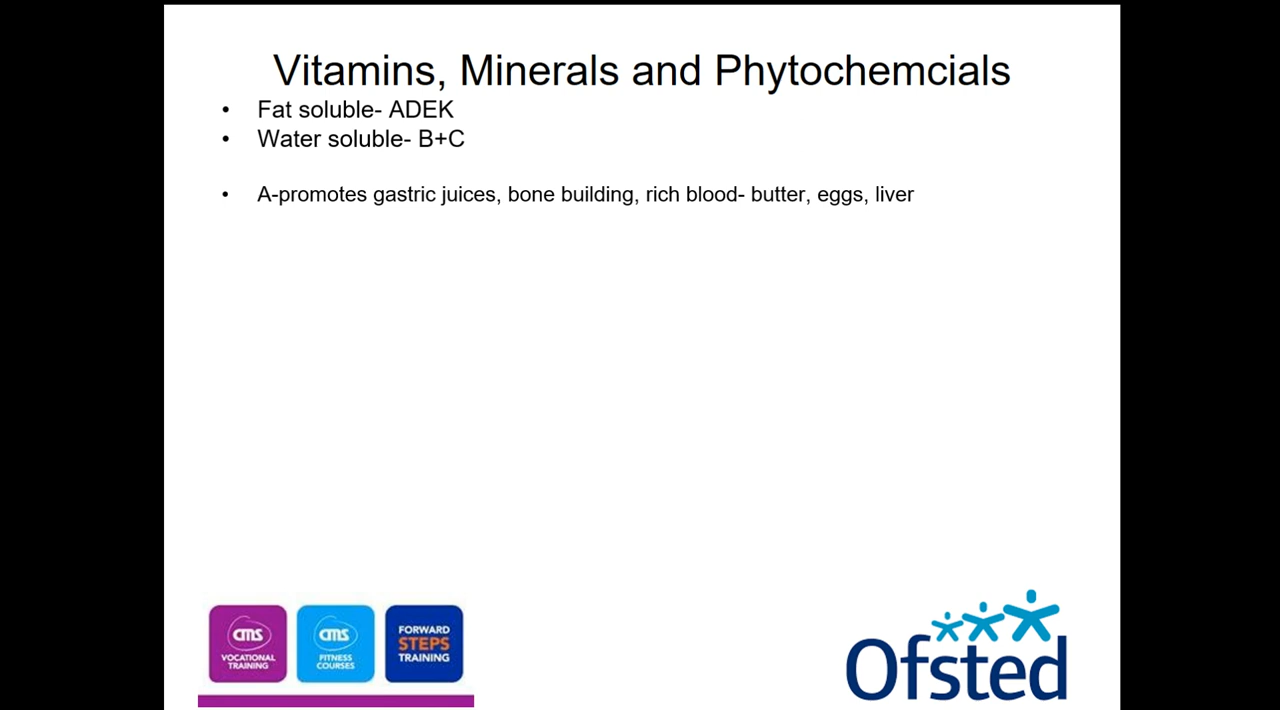 Vitamins, Minerals and Phytochemcials
• Fat soluble- ADEK
• Water soluble- B+C
• A-promotes gastric juices, bone building, rich blood- butter, eggs, liver
cms
VOCATIONAL
TRAINING
cms
FITNESS
COURSES
FORWARD
STEPS
TRAINING
Ofsted